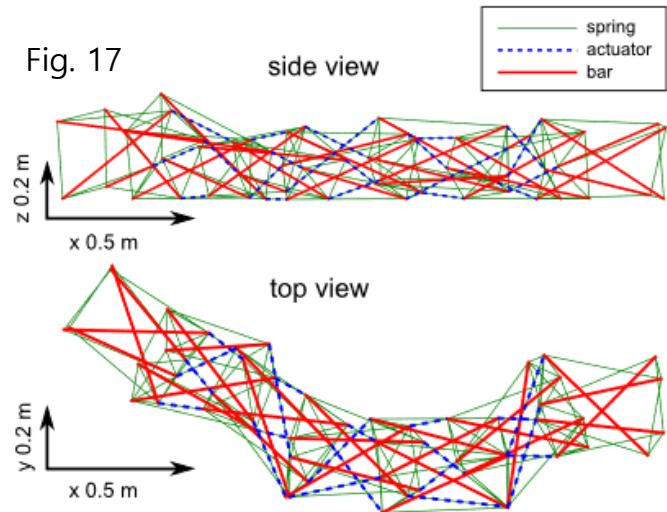 Fig. 17
side view
spring
actuator
bar
z 0.2 m
x 0.5 m
top view
y 0.2 m
x 0.5 m